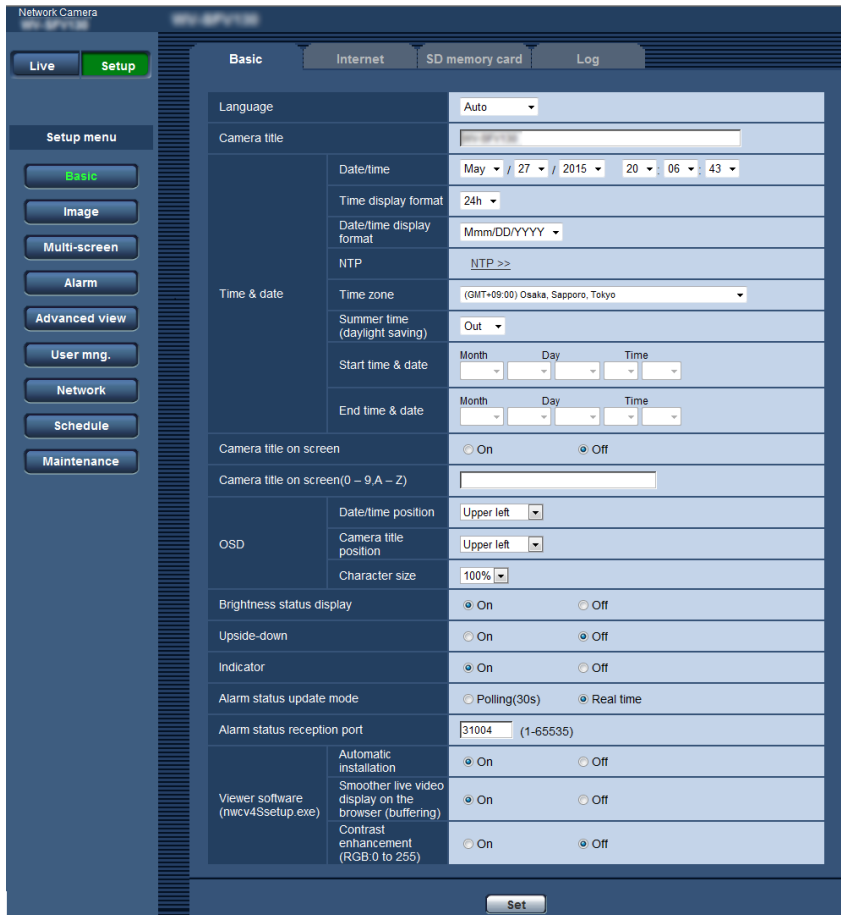 Network Camera
Live
Setup
Setup menu
Basic
Image
Multi-screen
Alarm
Advanced view
User mng.
Network
Schedule
Maintenance
Basic
Internet
SD memory card
Log
Language
Auto
Camera title
Time & date
Date/time
May / 27 / 2015 20 : 06 : 43
Time display format
24h
Date/time display
format
Mmm/DD/YYYY
NTP
NTP >>
Time zone
(GMT+09:00) Osaka, Sapporo, Tokyo
Summer time
(daylight saving)
Out
Start time & date
Month Day Time
End time & date
Month Day Time
Camera title on screen
On Off
Camera title on screen(0 – 9,A – Z)
OSD
Date/time position
Upper left
Camera title
position
Upper left
Character size
100%
Brightness status display
On Off
Upside-down
On Off
Indicator
On Off
Alarm status update mode
Polling(30s) Real time
Alarm status reception port
31004 (1-65535)
Viewer software
(nwcv4Ssetup.exe)
Automatic
installation
On Off
Smoother live video
display on the
browser (buffering)
On Off
Contrast
enhancement
(RGB:0 to 255)
On Off
Set